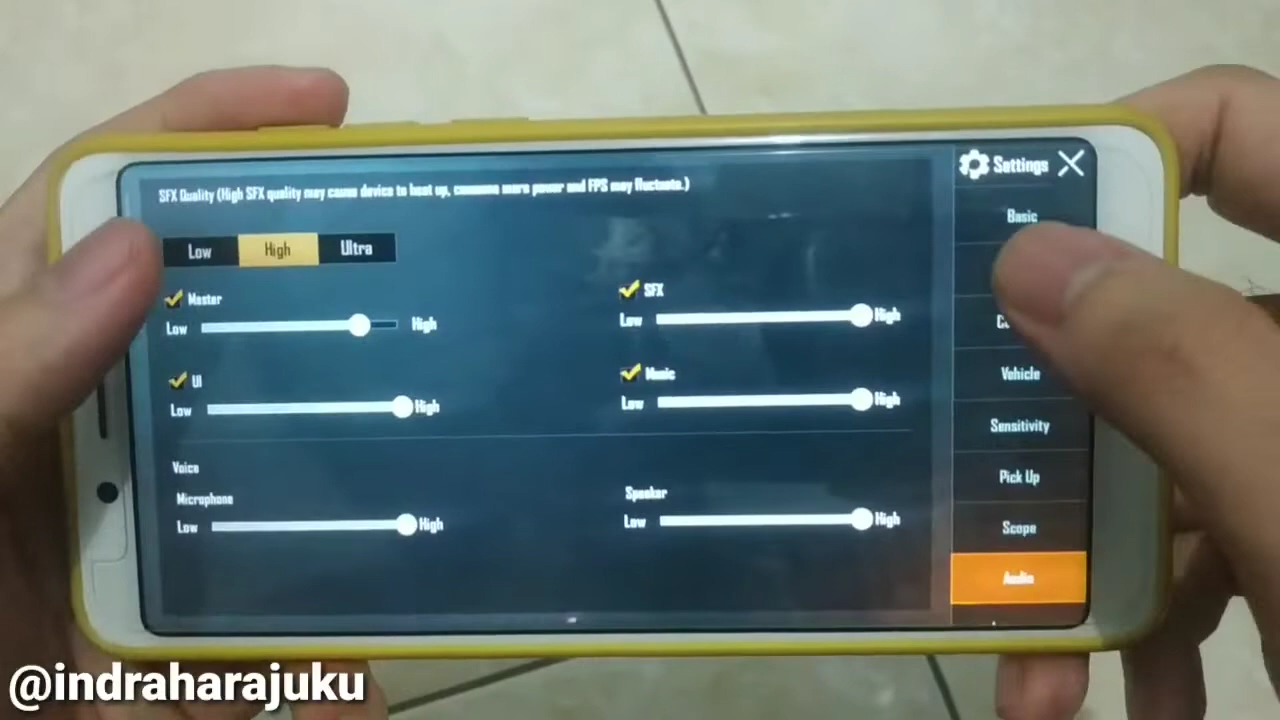 SFX Quality (High SFX quality may cause device to heat up, consume more power and FPS may fluctuate.)
Settings
Basic
Low High Ultra
Master
Low High
SFX
Low High
Vehicle
UI
Low High
Music
Low High
Sensitivity
Voice
Pick Up
Microphone
Low High
Speaker
Low High
Scope
Audio
@indraharajuku